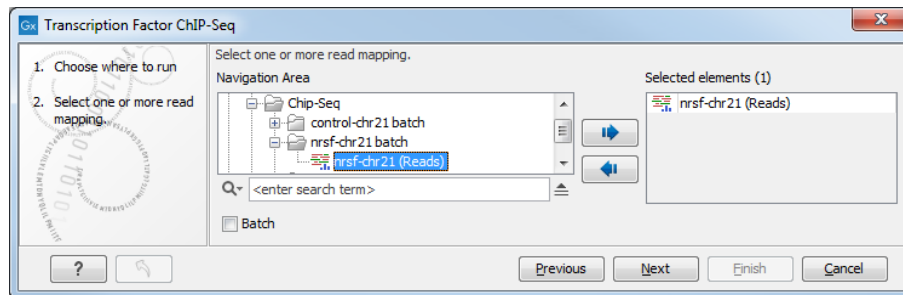 Gx Transcription Factor ChIP-Seq
1. Choose where to run
2. Select one or more read
mapping.
Select one or more read mapping.
Navigation Area
Chip-Seq
control-chr21 batch
nrsf-chr21 batch
nrsf-chr21 (Reads)
<enter search term>
Batch
Selected elements (1)
nrsf-chr21 (Reads)
?
Previous
Next
Finish
Cancel